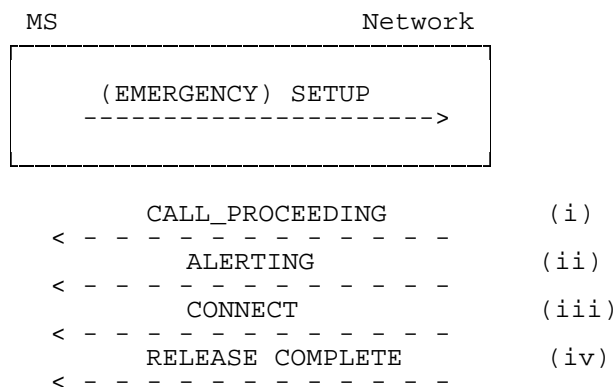 MS Network
(EMERGENCY) SETUP
----------------------->
CALL_PROCEEDING (i)
< - - - - - - - - - - - -
ALERTING (ii)
< - - - - - - - - - - - -
CONNECT (iii)
< - - - - - - - - - - - -
RELEASE COMPLETE (iv)
< - - - - - - - - - - - -